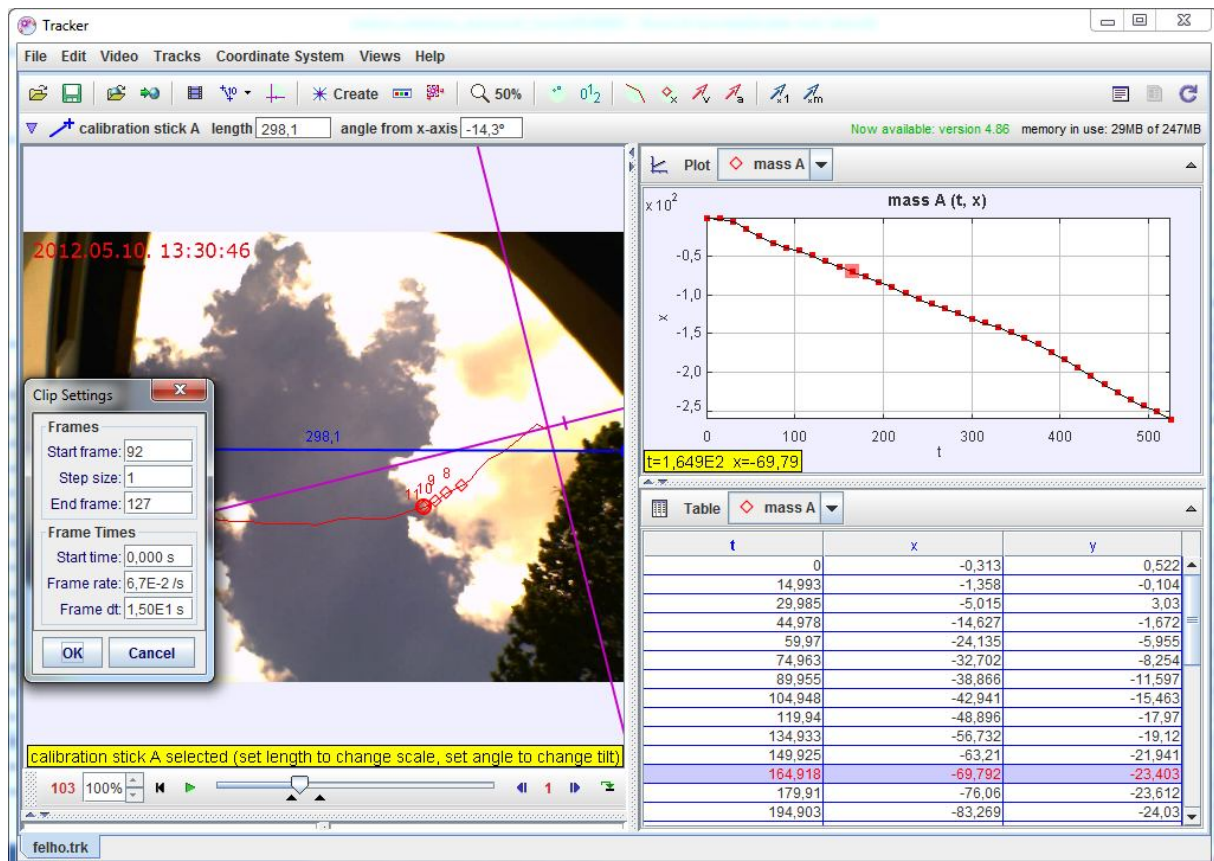 Tracker
File Edit Video Tracks Coordinate System Views Help
Create 50%
calibration stick A length 298,1 angle from x-axis -14,3º Now available: version 4.86 memory in use: 29MB of 247MB
2012.05.10. 13:30:46
298,1
11 10 9 8
Clip Settings
Frames
Start frame: 92
Step size: 1
End frame: 127
Frame Times
Start time: 0,000 s
Frame rate: 6,7E-2 /s
Frame dt: 1,50E1 s
OK Cancel
calibration stick A selected (set length to change scale, set angle to change tilt)
103 100% 1
felho.trk
Plot mass A
x 10² mass A (t, x)
-0,5
-1,0
x
-1,5
-2,0
-2,5
0 100 200 300 400 500
t
t=1,649E2 x=-69,79
Table mass A
t x y
0 -0,313 0,522
14,993 -1,358 -0,104
29,985 -5,015 3,03
44,978 -14,627 -1,672
59,97 -24,135 -5,955
74,963 -32,702 -8,254
89,955 -38,866 -11,597
104,948 -42,941 -15,463
119,94 -48,896 -17,97
134,933 -56,732 -19,12
149,925 -63,21 -21,941
164,918 -69,792 -23,403
179,91 -76,06 -23,612
194,903 -83,269 -24,03